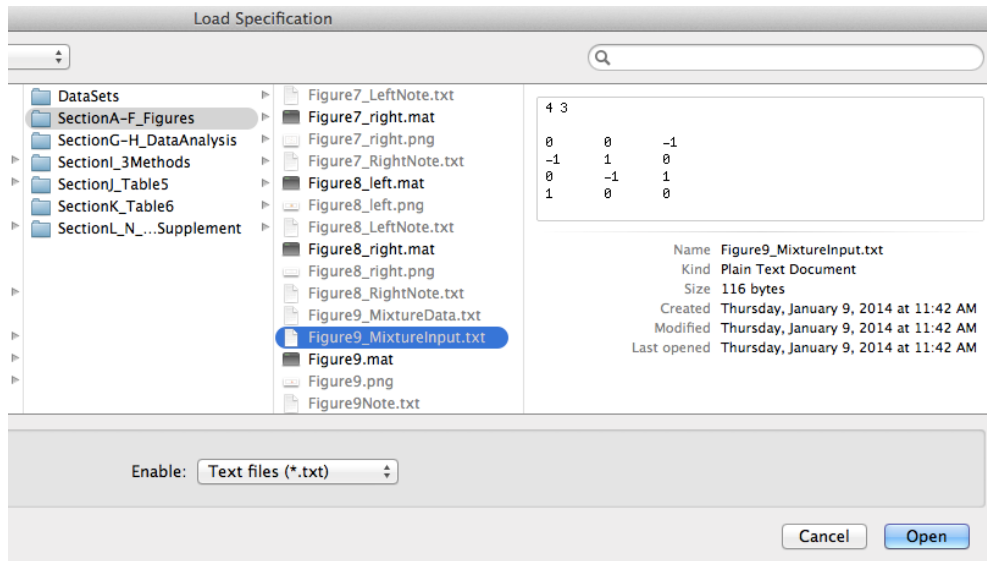 Load Specification
DataSets
SectionA-F_Figures
SectionG-H_DataAnalysis
SectionI_3Methods
SectionJ_Table5
SectionK_Table6
SectionL_N_...Supplement
Figure7_LeftNote.txt
Figure7_right.mat
Figure7_right.png
Figure7_RightNote.txt
Figure8_left.mat
Figure8_left.png
Figure8_LeftNote.txt
Figure8_right.mat
Figure8_right.png
Figure8_RightNote.txt
Figure9_MixtureData.txt
Figure9_MixtureInput.txt
Figure9.mat
Figure9.png
Figure9Note.txt
4 3
0 0 -1
-1 1 0
0 -1 1
1 0 0
Name Figure9_MixtureInput.txt
Kind Plain Text Document
Size 116 bytes
Created Thursday, January 9, 2014 at 11:42 AM
Modified Thursday, January 9, 2014 at 11:42 AM
Last opened Thursday, January 9, 2014 at 11:42 AM
Enable: Text files (*.txt)
Cancel Open